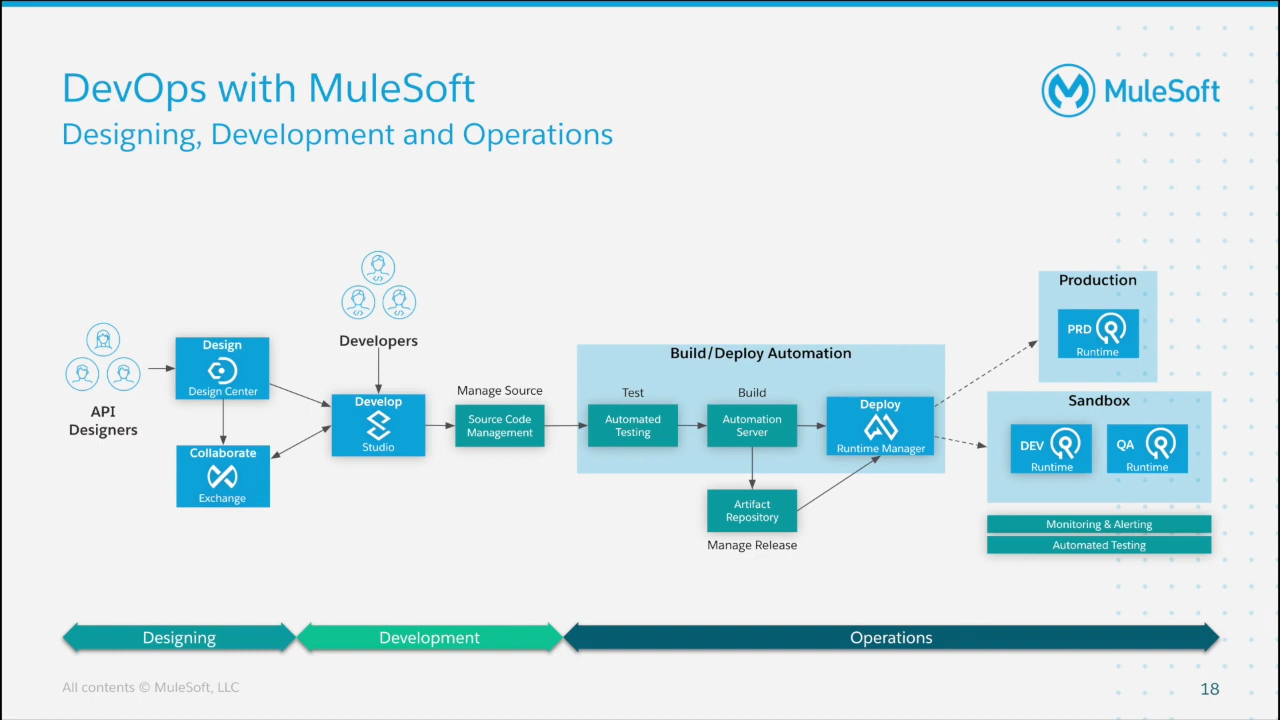 DevOps with MuleSoft
Designing, Development and Operations
MuleSoft
API
Designers
Design
Design Center
Collaborate
Exchange
Developers
Develop
Studio
Manage Source
Source Code
Management
Build/Deploy Automation
Test
Automated
Testing
Build
Automation
Server
Deploy
Runtime Manager
Artifact
Repository
Manage Release
Production
PRD
Runtime
Sandbox
DEV
Runtime
QA
Runtime
Monitoring & Alerting
Automated Testing
Designing
Development
Operations
All contents © MuleSoft, LLC
18